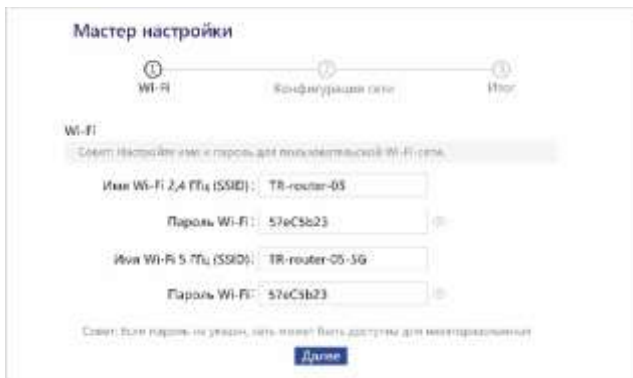 Мастер настройки
1 2 3
Wi-Fi Конфигурация сети Итог
Wi-Fi
Совет: Настройте имя и пароль для пользовательской Wi-Fi-сети.
Имя Wi-Fi 2,4 ГГц (SSID): TR-router-05
Пароль Wi-Fi: 57eC5b23
Имя Wi-Fi 5 ГГц (SSID): TR-router-05-5G
Пароль Wi-Fi: 57eC5b23
Совет: Если пароль не указан, сеть может быть доступна для
Далее